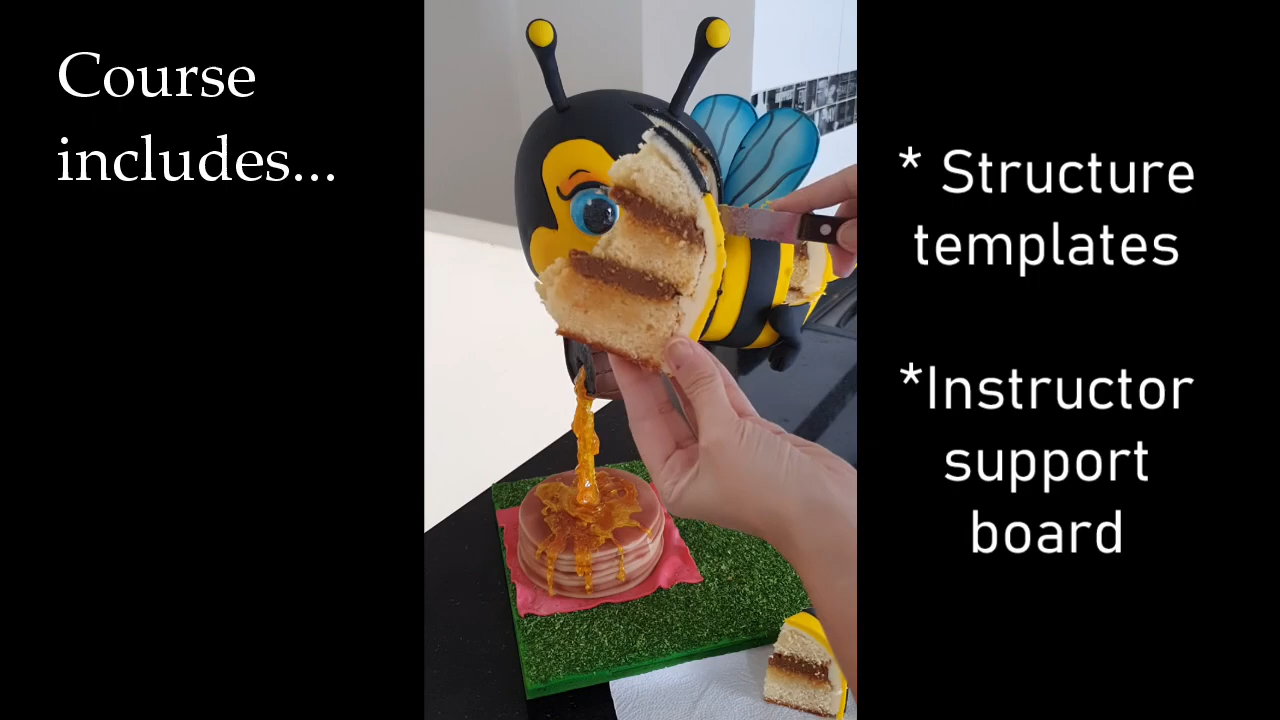 Course
includes...
* Structure
templates
*Instructor
support
board